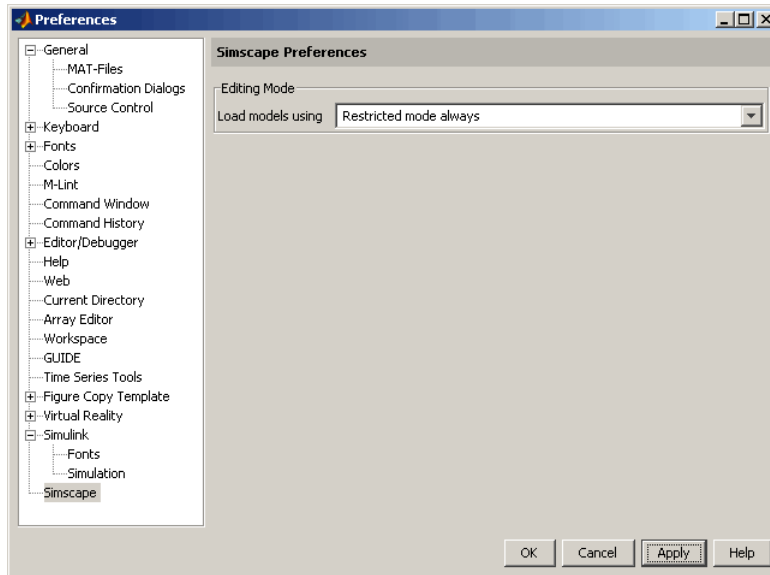 Preferences
General
MAT-Files
Confirmation Dialogs
Source Control
Keyboard
Fonts
Colors
M-Lint
Command Window
Command History
Editor/Debugger
Help
Web
Current Directory
Array Editor
Workspace
GUIDE
Time Series Tools
Figure Copy Template
Virtual Reality
Simulink
Fonts
Simulation
Simscape
Simscape Preferences
Editing Mode
Load models using Restricted mode always
OK Cancel Apply Help